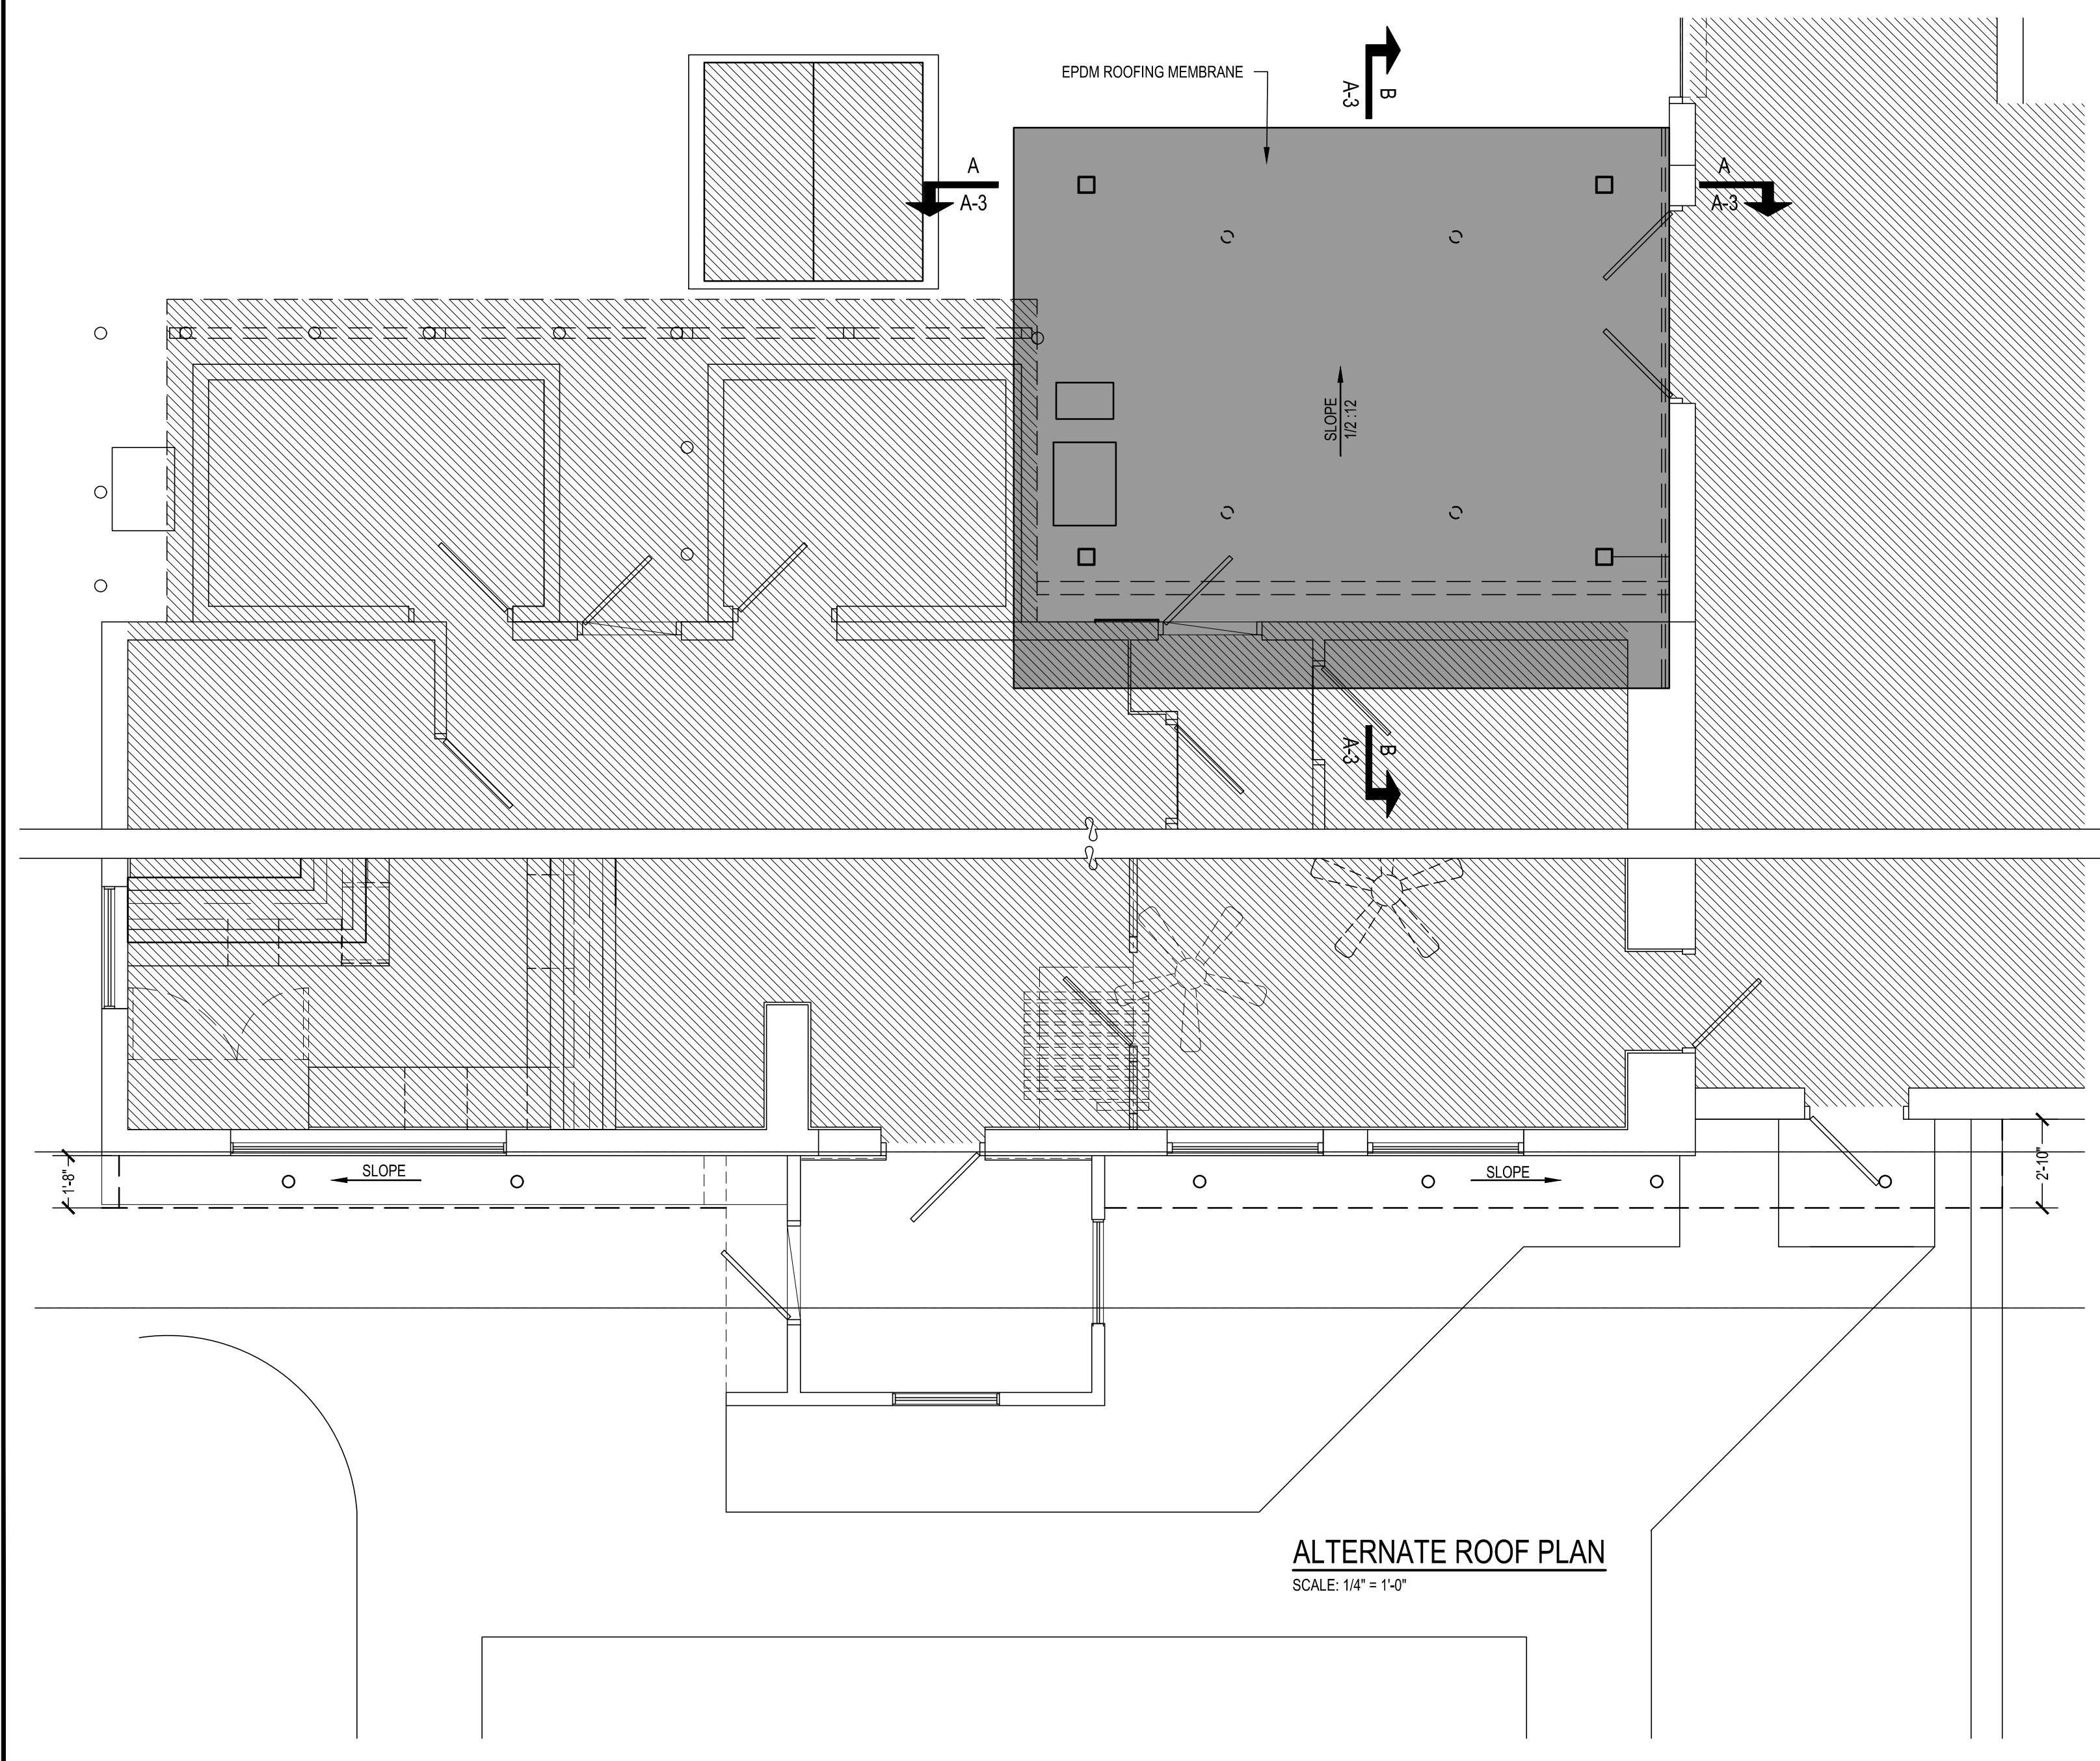 EPDM ROOFING MEMBRANE
B
A-3
A
A-3
A
A-3
SLOPE
1/2 :12
B
A-3
1'-8"
SLOPE
SLOPE
2'-10"
ALTERNATE ROOF PLAN
SCALE: 1/4" = 1'-0"